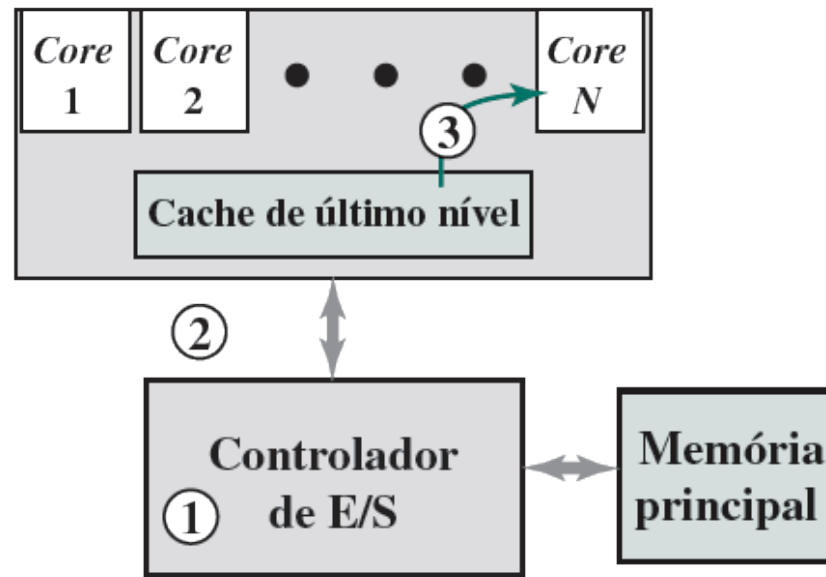 Core
1
Core
2
Core
N
3
Cache de último nível
2
Controlador
de E/S
1
Memória
principal